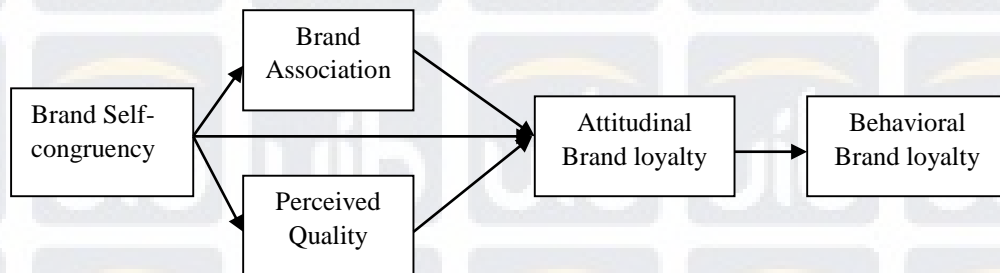 Brand
Association
Brand Self-
congruency
Attitudinal
Brand loyalty
Behavioral
Brand loyalty
Perceived
Quality